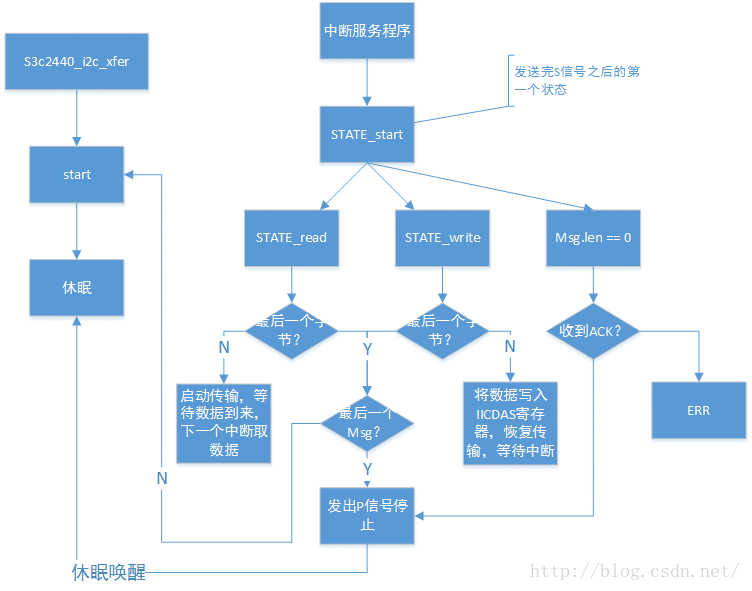 中断服务程序
S3c2440_i2c_xfer
发送完S信号之后的第
一个状态
STATE_start
start
STATE_read
STATE_write
Msg.len == 0
休眠
最后一个字
节?
最后一个字
节?
收到ACK?
N
Y
N
启动传输，等
待数据到来，
下一个中断取
数据
最后一个
Msg?
将数据写入
IICDAS寄存
器，恢复传
输，等待中断
ERR
N
Y
发出P信号停
止
休眠唤醒
http://blog.csdn.net/